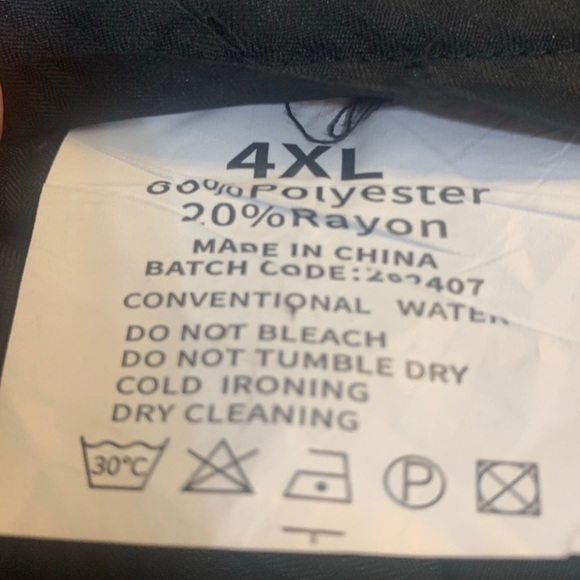 4XL
Polyester
20%Rayon
MADE IN CHINA
BATCH CODE:
CONVENTIONAL WATER
DO NOT BLEACH
DO NOT TUMBLE DRY
COLD IRONING
DRY CLEANING
30°C
P